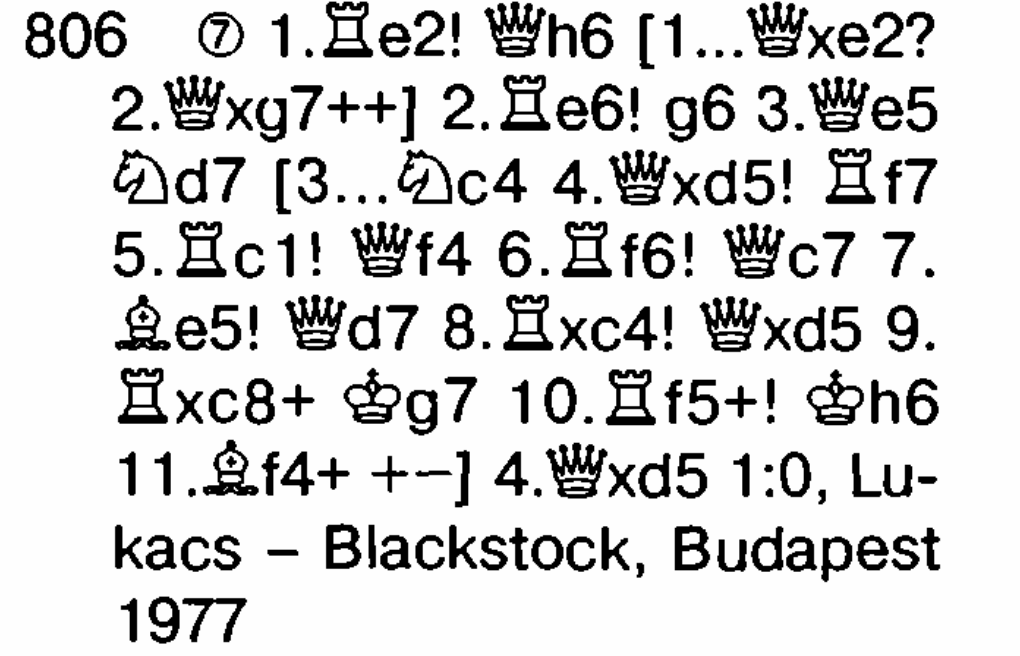 806 ⑦ 1.♖e2! ♕h6 [1...♕xe2?
2.♕xg7++] 2.♖e6! g6 3.♕e5
♘d7 [3...♘c4 4.♕xd5! ♖f7
5.♖c1! ♕f4 6.♖f6! ♕c7 7.
♗e5! ♕d7 8.♖xc4! ♕xd5 9.
♖xc8+ ♔g7 10.♖f5+! ♔h6
11.♗f4+ +−] 4.♕xd5 1:0, Lu-
kacs – Blackstock, Budapest
1977